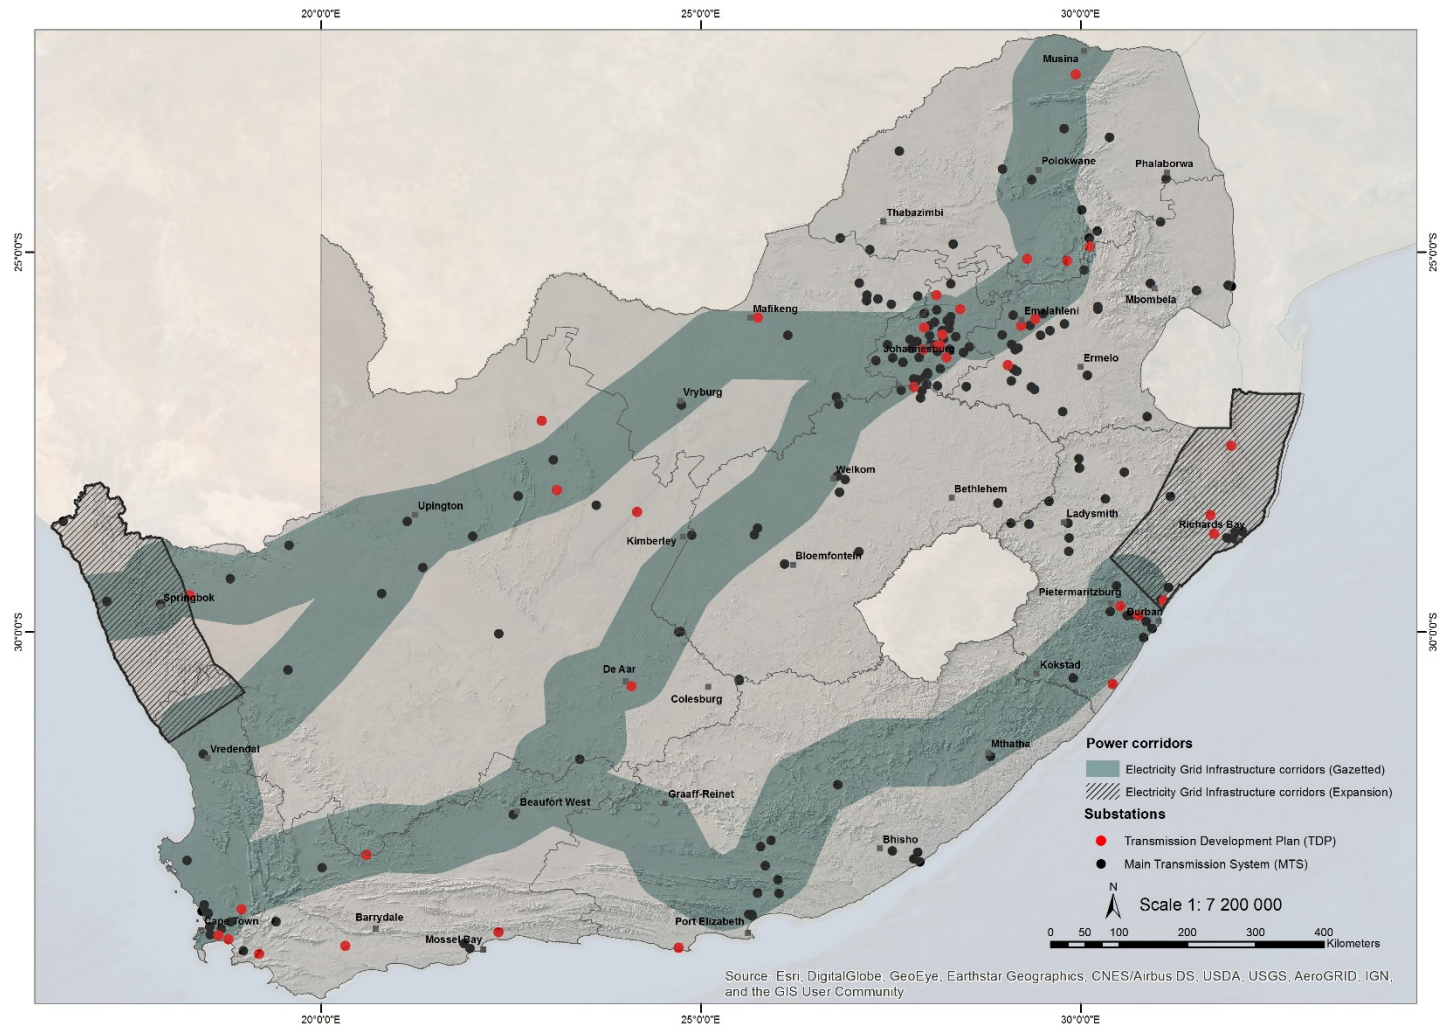 20°0'0"E
25°0'0"E
30°0'0"E
Musina
Polokwane
Phalaborwa
Thabazimbi
25°0'0"S
25°0'0"S
Mbombela
Mafikeng
Emalahleni
Johannesburg
Ermelo
Vryburg
Welkom
Bethlehem
Upington
Ladysmith
Richards Bay
Kimberley
Bloemfontein
Springbok
Pietermaritzburg
Durban
30°0'0"S
30°0'0"S
De Aar
Kokstad
Colesburg
Vredendal
Mthatha
Power corridors
Electricity Grid Infrastructure corridors (Gazetted)
Electricity Grid Infrastructure corridors (Expansion)
Graaff-Reinet
Beaufort West
Substations
Transmission Development Plan (TDP)
Bhisho
Main Transmission System (MTS)
N
Scale 1: 7 200 000
Cape Town
Barrydale
Port Elizabeth
Mossel Bay
0 50 100 200 300 400
Kilometers
Source: Esri, DigitalGlobe, GeoEye, Earthstar Geographics, CNES/Airbus DS, USDA, USGS, AeroGRID, IGN,
and the GIS User Community
20°0'0"E
25°0'0"E
30°0'0"E